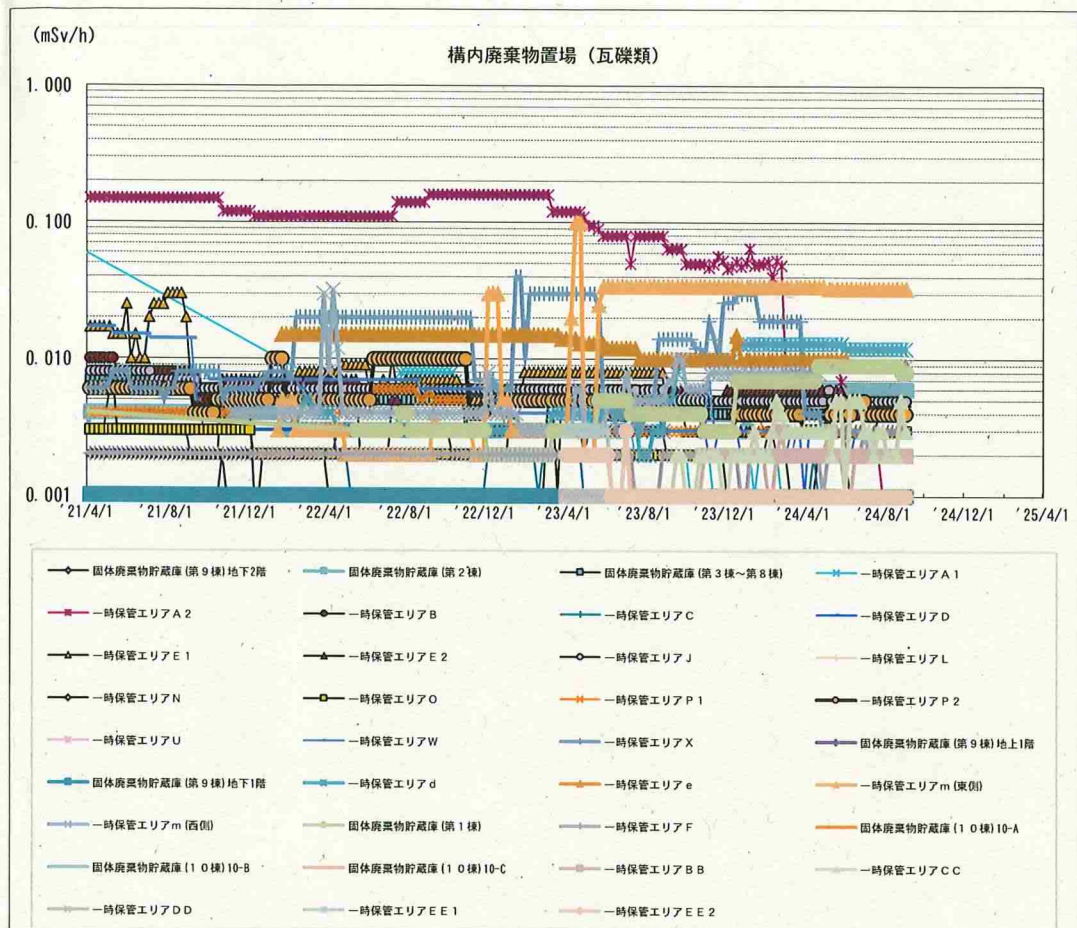 (mSv/h)
構内廃棄物置場（瓦礫類）
1.000
0.100
0.010
0.001
'21/4/1 '21/8/1 '21/12/1 '22/4/1 '22/8/1 '22/12/1 '23/4/1 '23/8/1 '23/12/1 '24/4/1 '24/8/1 '24/12/1 '25/4/1
固体廃棄物貯蔵庫(第9棟)地下2階 固体廃棄物貯蔵庫(第2棟) 固体廃棄物貯蔵庫(第3棟～第8棟) 一時保管エリアA1
一時保管エリアA2 一時保管エリアB 一時保管エリアC 一時保管エリアD
一時保管エリアE1 一時保管エリアE2 一時保管エリアJ 一時保管エリアL
一時保管エリアN 一時保管エリアO 一時保管エリアP1 一時保管エリアP2
一時保管エリアU 一時保管エリアW 一時保管エリアX 固体廃棄物貯蔵庫(第9棟)地上1階
固体廃棄物貯蔵庫(第9棟)地下1階 一時保管エリアd 一時保管エリアe 一時保管エリアm(東側)
一時保管エリアm(西側) 固体廃棄物貯蔵庫(第1棟) 一時保管エリアF 固体廃棄物貯蔵庫(10棟)10-A
固体廃棄物貯蔵庫(10棟)10-B 固体廃棄物貯蔵庫(10棟)10-C 一時保管エリアBB 一時保管エリアCC
一時保管エリアDD 一時保管エリアEE1 一時保管エリアEE2